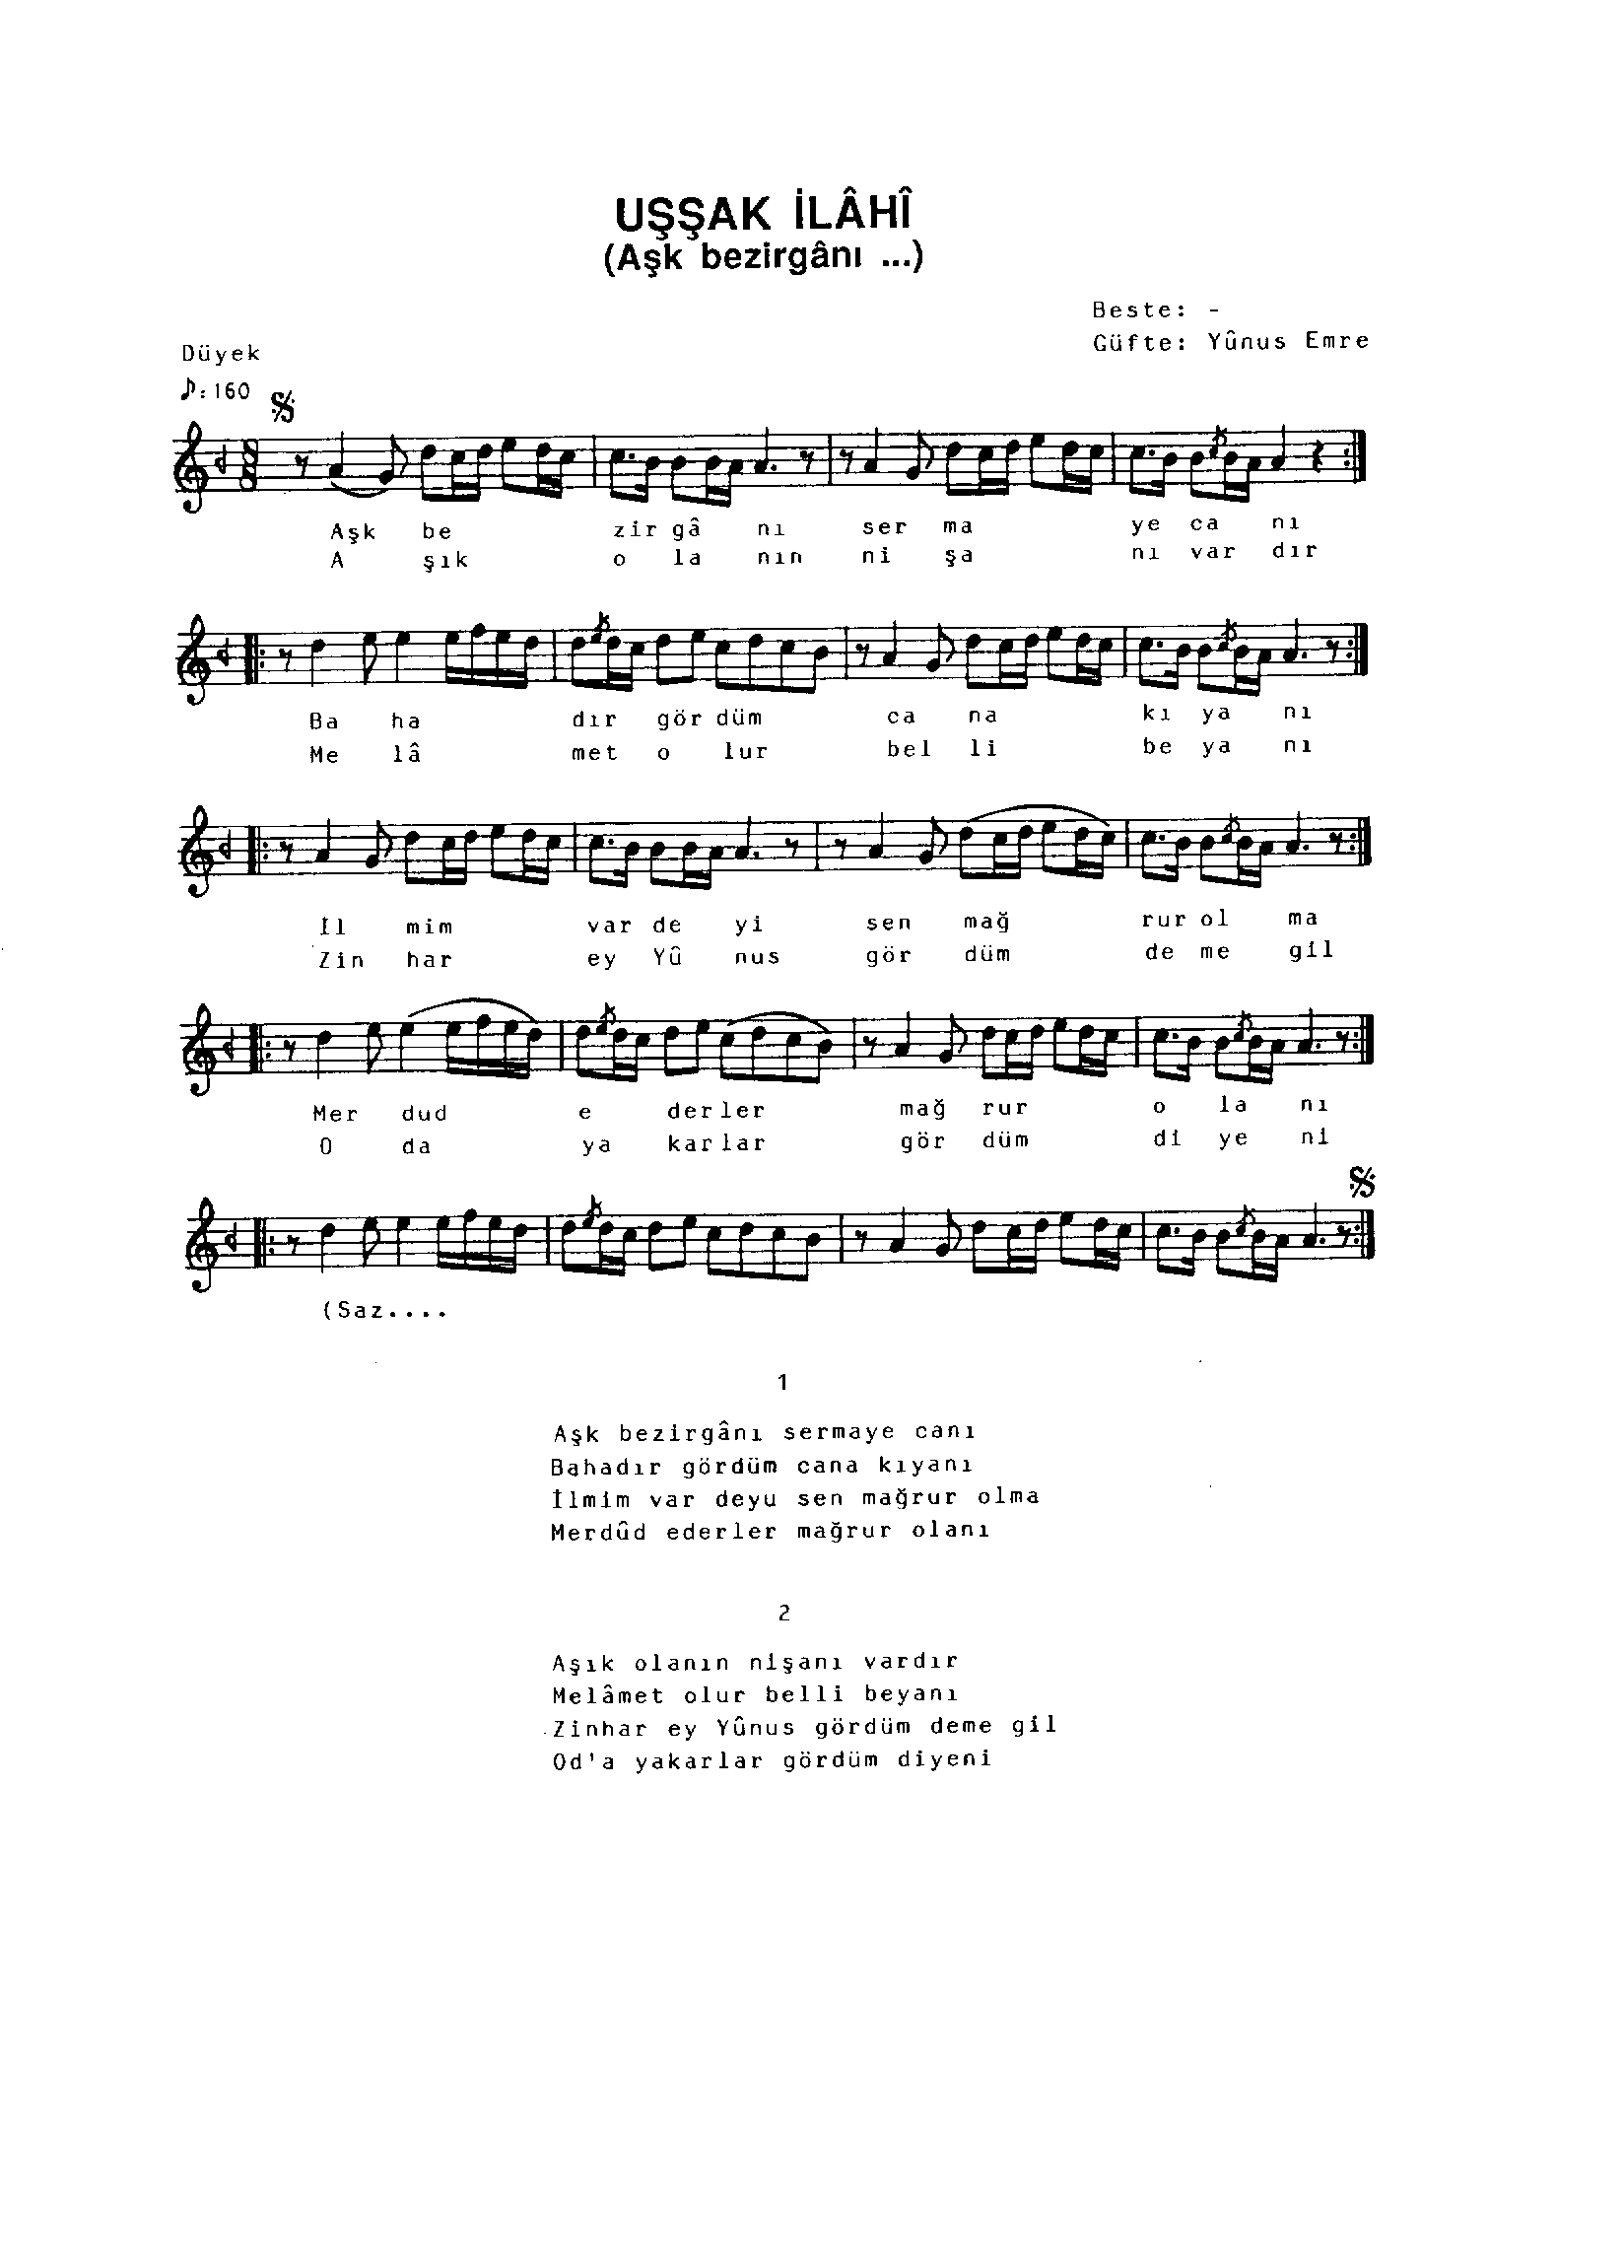 UŞŞAK İLÂHÎ
(Aşk bezirgânı ...)
Beste: -
Güfte: Yûnus Emre
Düyek
♪: 160
Aşk be zir gâ nı ser ma ye ca nı
A şık o la nın ni şa nı var dır
Ba ha dır gör düm ca na kı ya nı
Me lâ met o lur bel li be ya nı
İl mim var de yi sen mağ rur ol ma
Zin har ey Yû nus gör düm de me gil
Mer dud e der ler mağ rur o la nı
O da ya kar lar gör düm di ye ni
(Saz....
1
Aşk bezirgânı sermaye canı
Bahadır gördüm cana kıyanı
İlmim var deyu sen mağrur olma
Merdûd ederler mağrur olanı
2
Aşık olanın nişanı vardır
Melâmet olur belli beyanı
Zinhar ey Yûnus gördüm deme gil
Od'a yakarlar gördüm diyeni